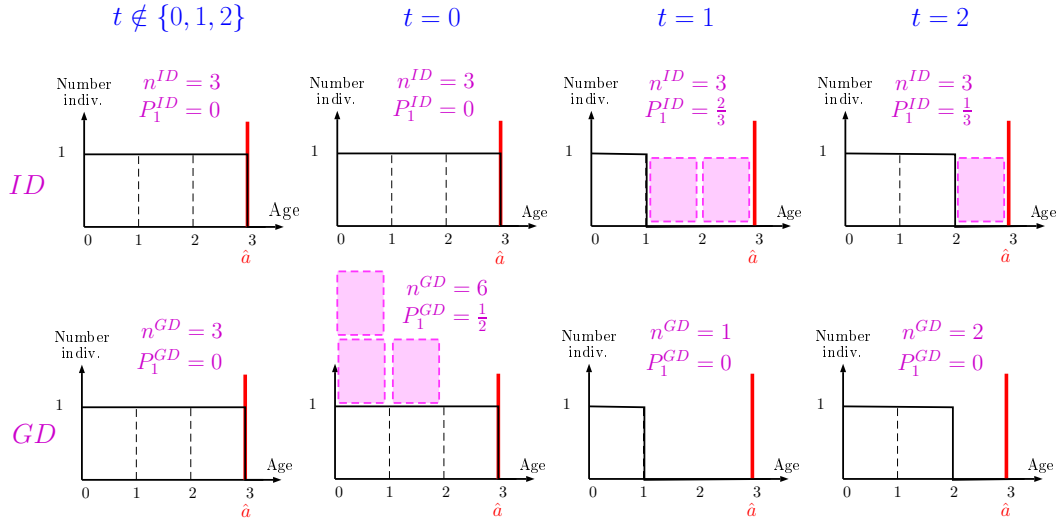 t ∉ {0, 1, 2}
t = 0
t = 1
t = 2
ID
Number
indiv.
n^{ID} = 3
P_1^{ID} = 0
1
Age
0
1
2
3
â
Number
indiv.
n^{ID} = 3
P_1^{ID} = 0
1
Age
0
1
2
3
Number
indiv.
n^{ID} = 3
P_1^{ID} = \frac{2}{3}
1
Age
0
1
2
3
â
Number
indiv.
n^{ID} = 3
P_1^{ID} = \frac{1}{3}
1
Age
0
1
2
3
â
GD
Number
indiv.
n^{GD} = 3
P_1^{GD} = 0
1
Age
0
1
2
3
â
n^{GD} = 6
P_1^{GD} = \frac{1}{2}
1
Age
0
1
2
3
â
Number
indiv.
n^{GD} = 1
P_1^{GD} = 0
1
Age
0
1
2
3
â
Number
indiv.
n^{GD} = 2
P_1^{GD} = 0
1
Age
0
1
2
3
â